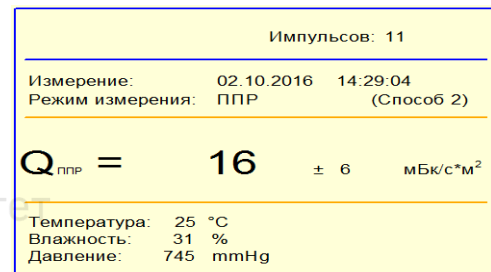 Импульсов: 11
Измерение: 02.10.2016 14:29:04
Режим измерения: ППР (Способ 2)
Qппр = 16 ± 6 мБк/с*м²
Температура: 25 °C
Влажность: 31 %
Давление: 745 mmHg